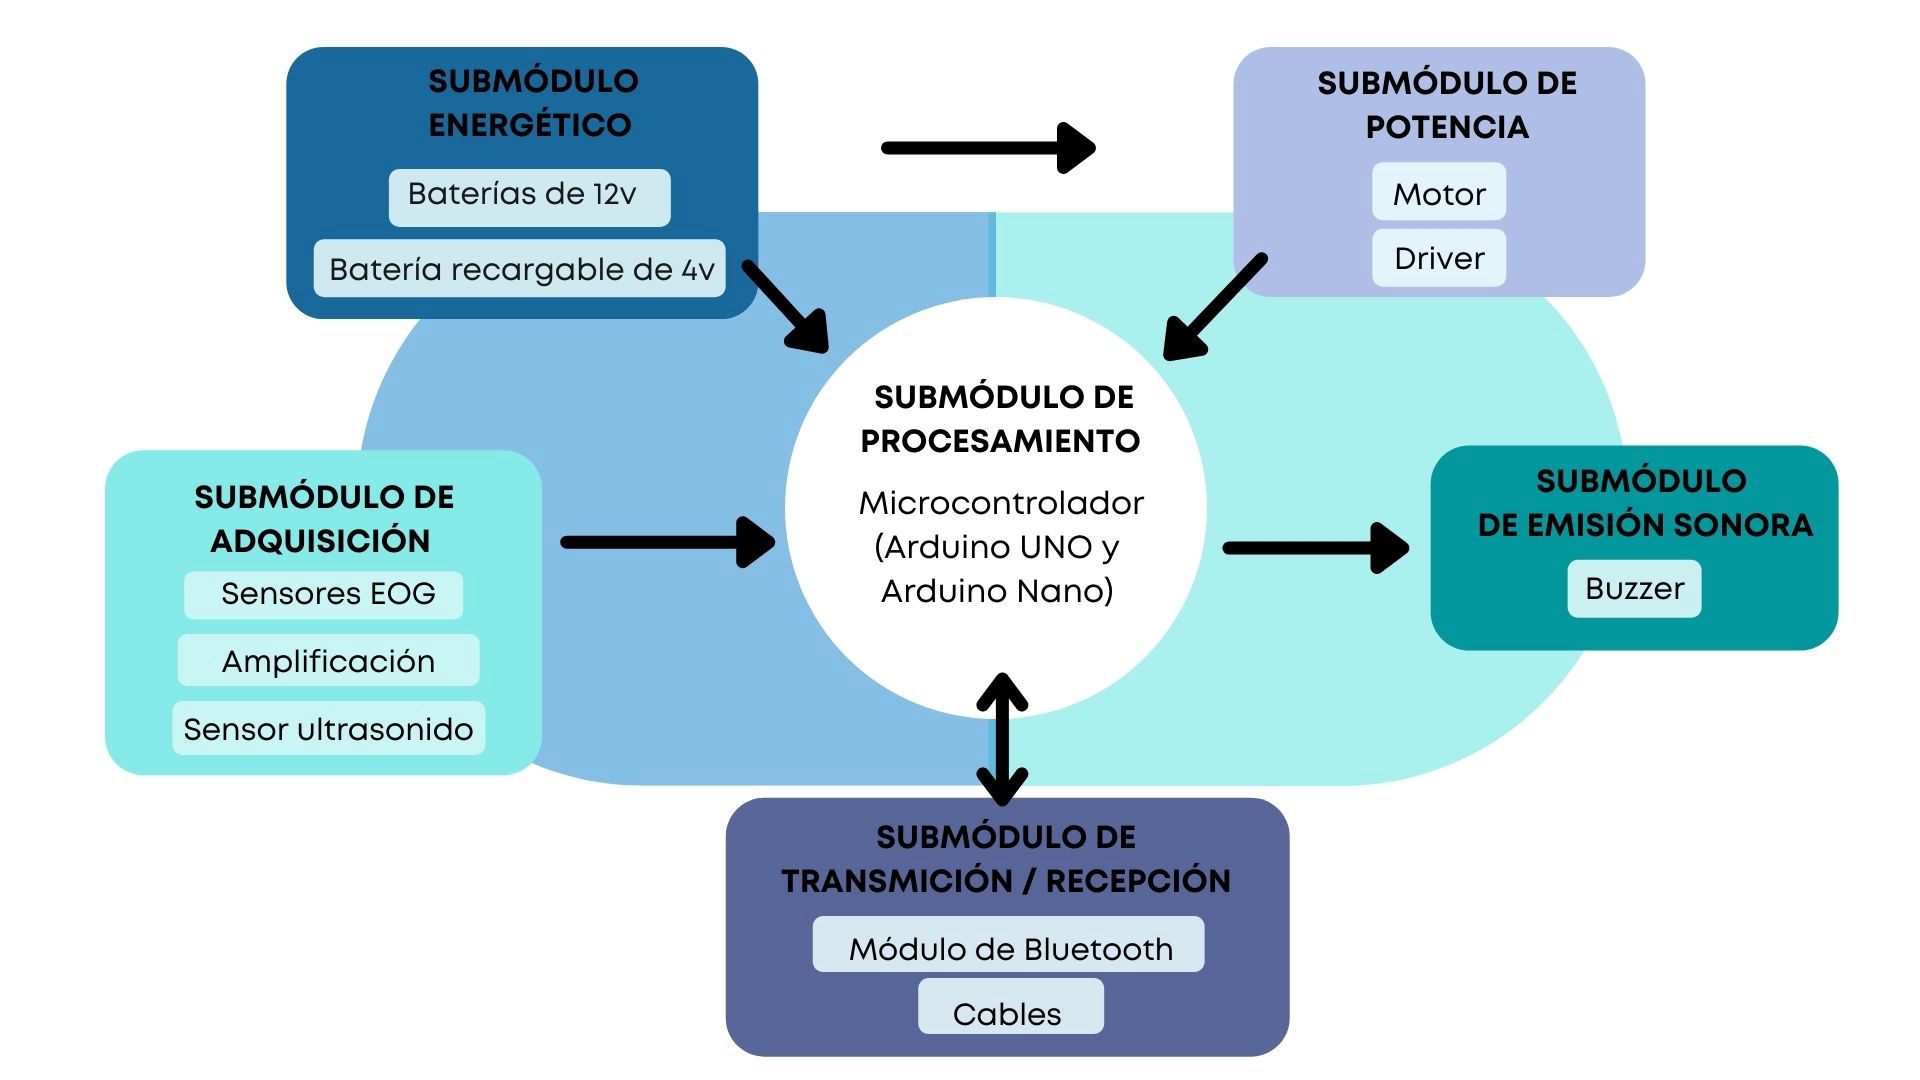 SUBMÓDULO
ENERGÉTICO
Baterías de 12v
Batería recargable de 4v
SUBMÓDULO DE
POTENCIA
Motor
Driver
SUBMÓDULO DE
PROCESAMIENTO
Microcontrolador
(Arduino UNO y
Arduino Nano)
SUBMÓDULO DE
ADQUISICIÓN
Sensores EOG
Amplificación
Sensor ultrasonido
SUBMÓDULO
DE EMISIÓN SONORA
Buzzer
SUBMÓDULO DE
TRANSMICIÓN / RECEPCIÓN
Módulo de Bluetooth
Cables